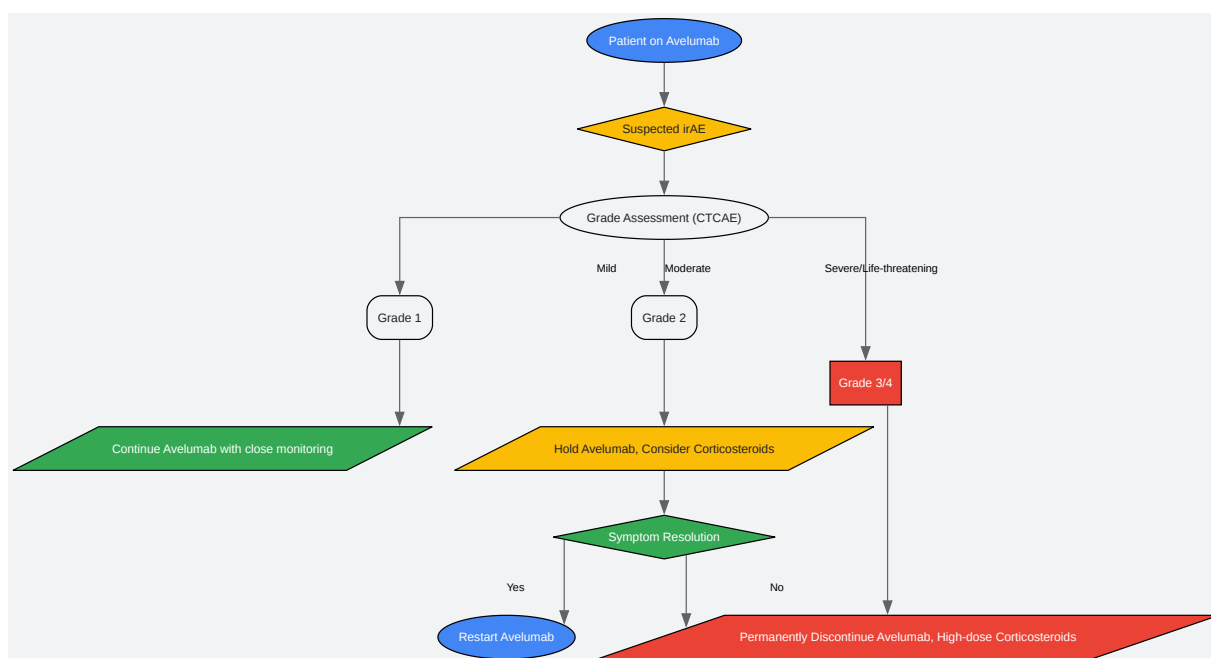 Patient on Avelumab
Suspected irAE
Grade Assessment (CTCAE)
Mild
Moderate
Severe/Life-threatening
Grade 1
Grade 2
Grade 3/4
Continue Avelumab with close monitoring
Hold Avelumab, Consider Corticosteroids
Symptom Resolution
Yes
No
Restart Avelumab
Permanently Discontinue Avelumab, High-dose Corticosteroids